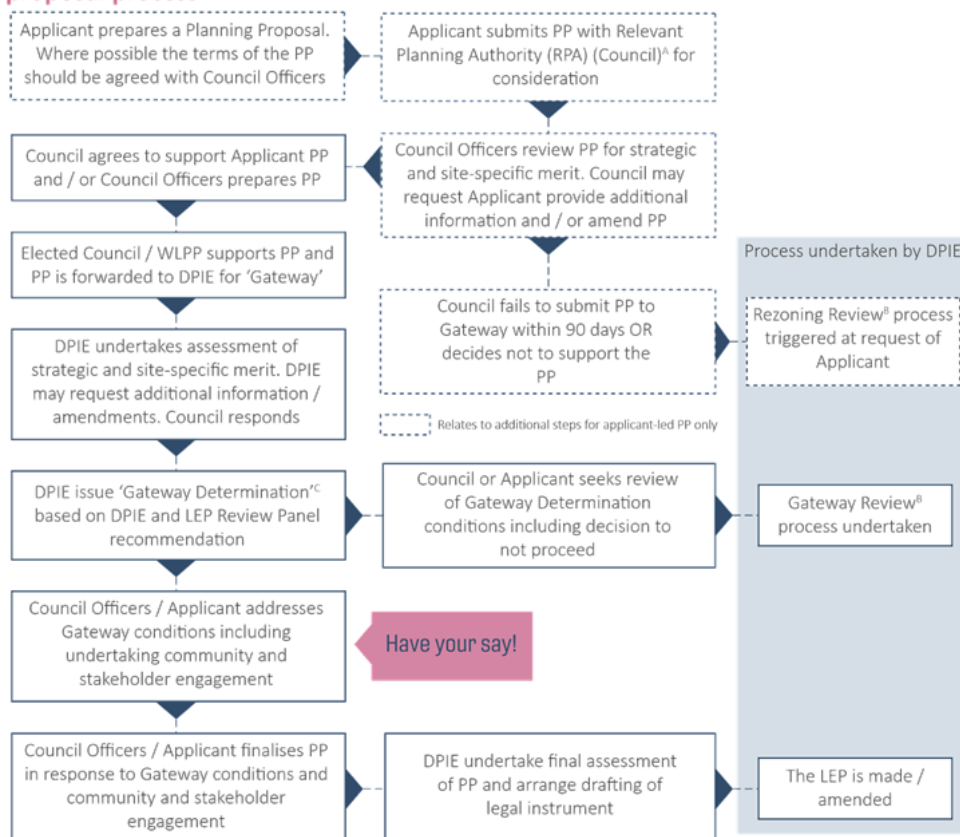 Applicant prepares a Planning Proposal.
Where possible the terms of the PP
should be agreed with Council Officers
Applicant submits PP with Relevant
Planning Authority (RPA) (Council)ᴬ for
consideration
Council agrees to support Applicant PP
and / or Council Officers prepares PP
Council Officers review PP for strategic
and site-specific merit. Council may
request Applicant provide additional
information and / or amend PP
Elected Council / WLPP supports PP and
PP is forwarded to DPIE for ‘Gateway’
Process undertaken by DPIE
Council fails to submit PP to
Gateway within 90 days OR
decides not to support the
PP
Rezoning Reviewᴮ process
triggered at request of
Applicant
DPIE undertakes assessment of
strategic and site-specific merit. DPIE
may request additional information /
amendments. Council responds
Relates to additional steps for applicant-led PP only
DPIE issue ‘Gateway Determination’ᶜ
based on DPIE and LEP Review Panel
recommendation
Council or Applicant seeks review
of Gateway Determination
conditions including decision to
not proceed
Gateway Reviewᴮ
process undertaken
Council Officers / Applicant addresses
Gateway conditions including
undertaking community and
stakeholder engagement
Have your say!
Council Officers / Applicant finalises PP
in response to Gateway conditions and
community and stakeholder
engagement
DPIE undertake final assessment
of PP and arrange drafting of
legal instrument
The LEP is made /
amended